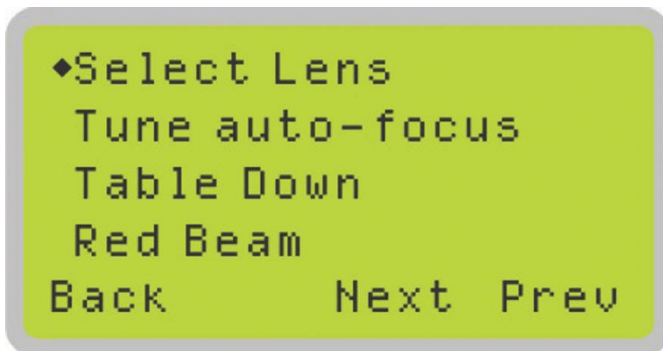 ◆Select Lens
Tune auto-focus
Table Down
Red Beam
Back Next Prev